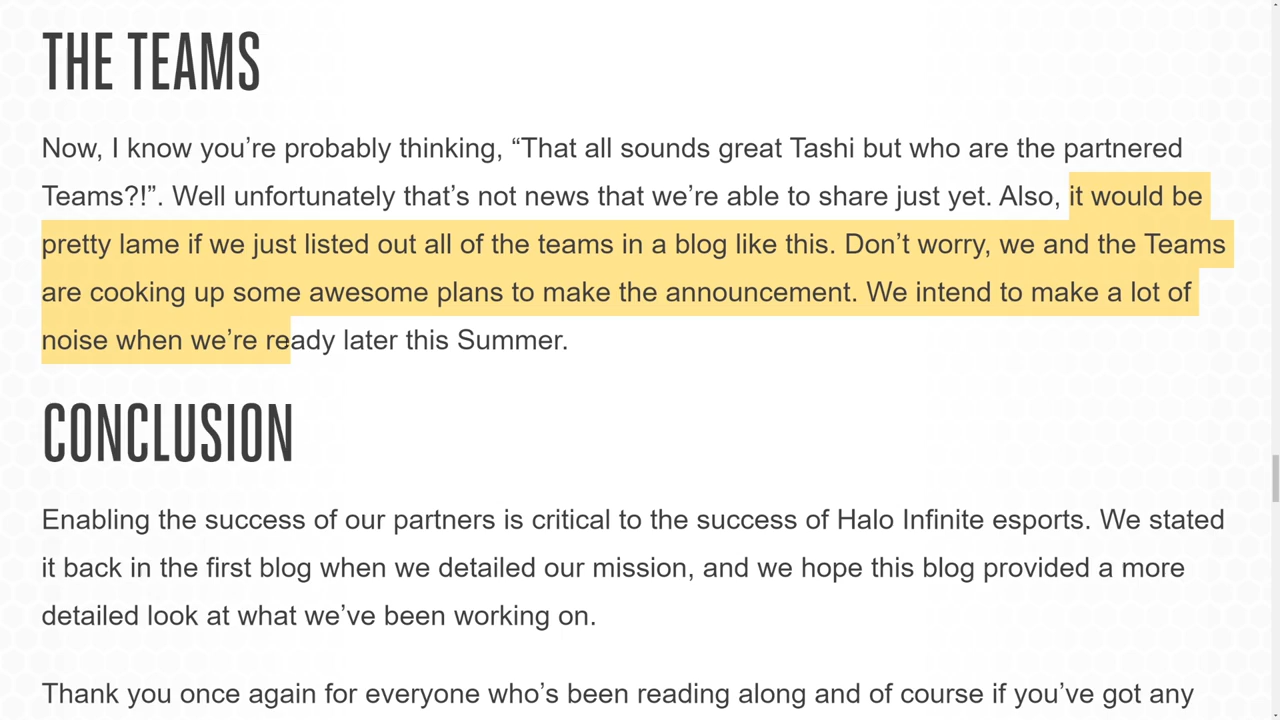 THE TEAMS
Now, I know you’re probably thinking, “That all sounds great Tashi but who are the partnered
Teams?!”. Well unfortunately that’s not news that we’re able to share just yet. Also, it would be
pretty lame if we just listed out all of the teams in a blog like this. Don’t worry, we and the Teams
are cooking up some awesome plans to make the announcement. We intend to make a lot of
noise when we’re ready later this Summer.
CONCLUSION
Enabling the success of our partners is critical to the success of Halo Infinite esports. We stated
it back in the first blog when we detailed our mission, and we hope this blog provided a more
detailed look at what we’ve been working on.
Thank you once again for everyone who’s been reading along and of course if you’ve got any